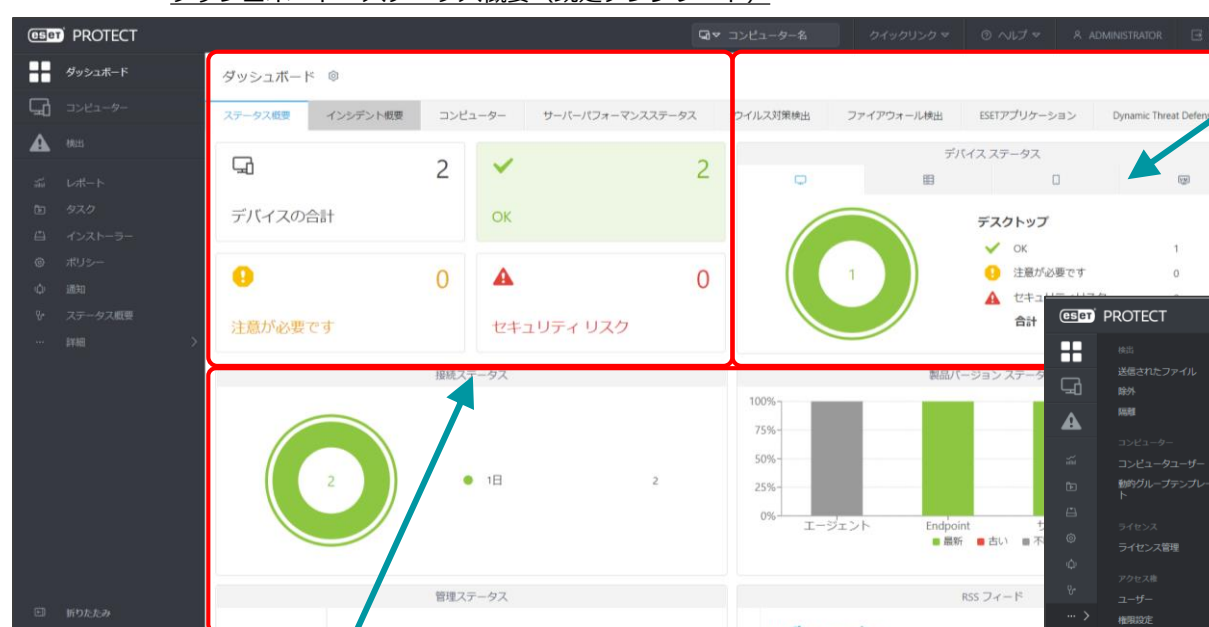 eseT PROTECT
コンピューター名
クイックリンク
ヘルプ
ADMINISTRATOR
ダッシュボード
コンピューター
検出
レポート
タスク
インストーラー
ポリシー
通知
ステータス概要
詳細
折りたたみ
ダッシュボード
ステータス概要
インシデント概要
コンピューター
サーバーパフォーマンスステータス
ウイルス対策検出
ファイアウォール検出
ESETアプリケーション
Dynamic Threat Defens
2
デバイスの合計
2
OK
0
注意が必要です
0
セキュリティ リスク
デバイス ステータス
1
デスクトップ
OK 1
注意が必要です 0
合計
接続ステータス
2
1日 2
製品バージョン ステータ
100%
75%
50%
25%
0%
エージェント
Endpoint
最新
古い
管理ステータス
RSS フィード
eseT PROTECT
検出
送信されたファイル
除外
隔離
コンピューター
コンピュータユーザー
動的グループテンプレー
ト
ライセンス
ライセンス管理
アクセス権
ユーザー
権限設定